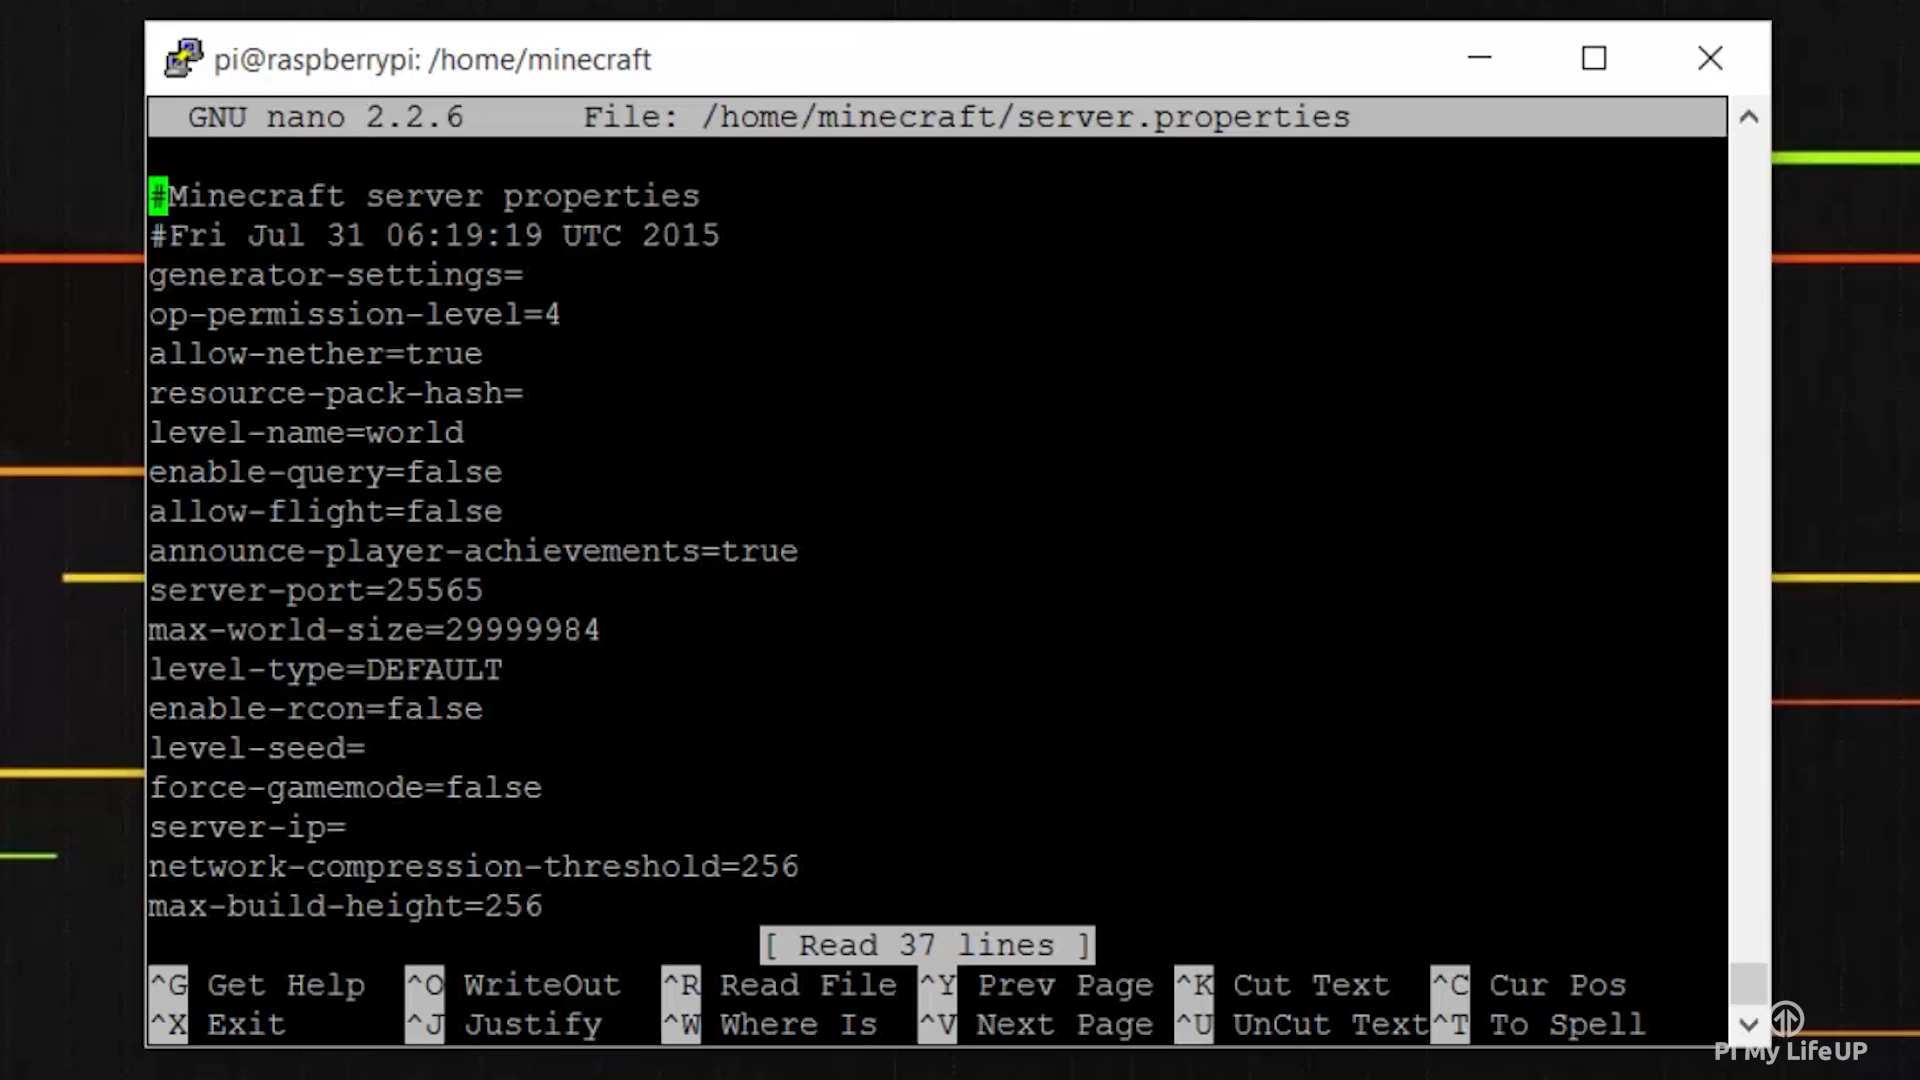 pi@raspberrypi: /home/minecraft
GNU nano 2.2.6 File: /home/minecraft/server.properties
#Minecraft server properties
#Fri Jul 31 06:19:19 UTC 2015
generator-settings=
op-permission-level=4
allow-nether=true
resource-pack-hash=
level-name=world
enable-query=false
allow-flight=false
announce-player-achievements=true
server-port=25565
max-world-size=29999984
level-type=DEFAULT
enable-rcon=false
level-seed=
force-gamemode=false
server-ip=
network-compression-threshold=256
max-build-height=256
[ Read 37 lines ]
^G Get Help ^O WriteOut ^R Read File ^Y Prev Page ^K Cut Text ^C Cur Pos
^X Exit ^J Justify ^W Where Is ^V Next Page ^U UnCut Text ^T To Spell
Pi My LifeUP